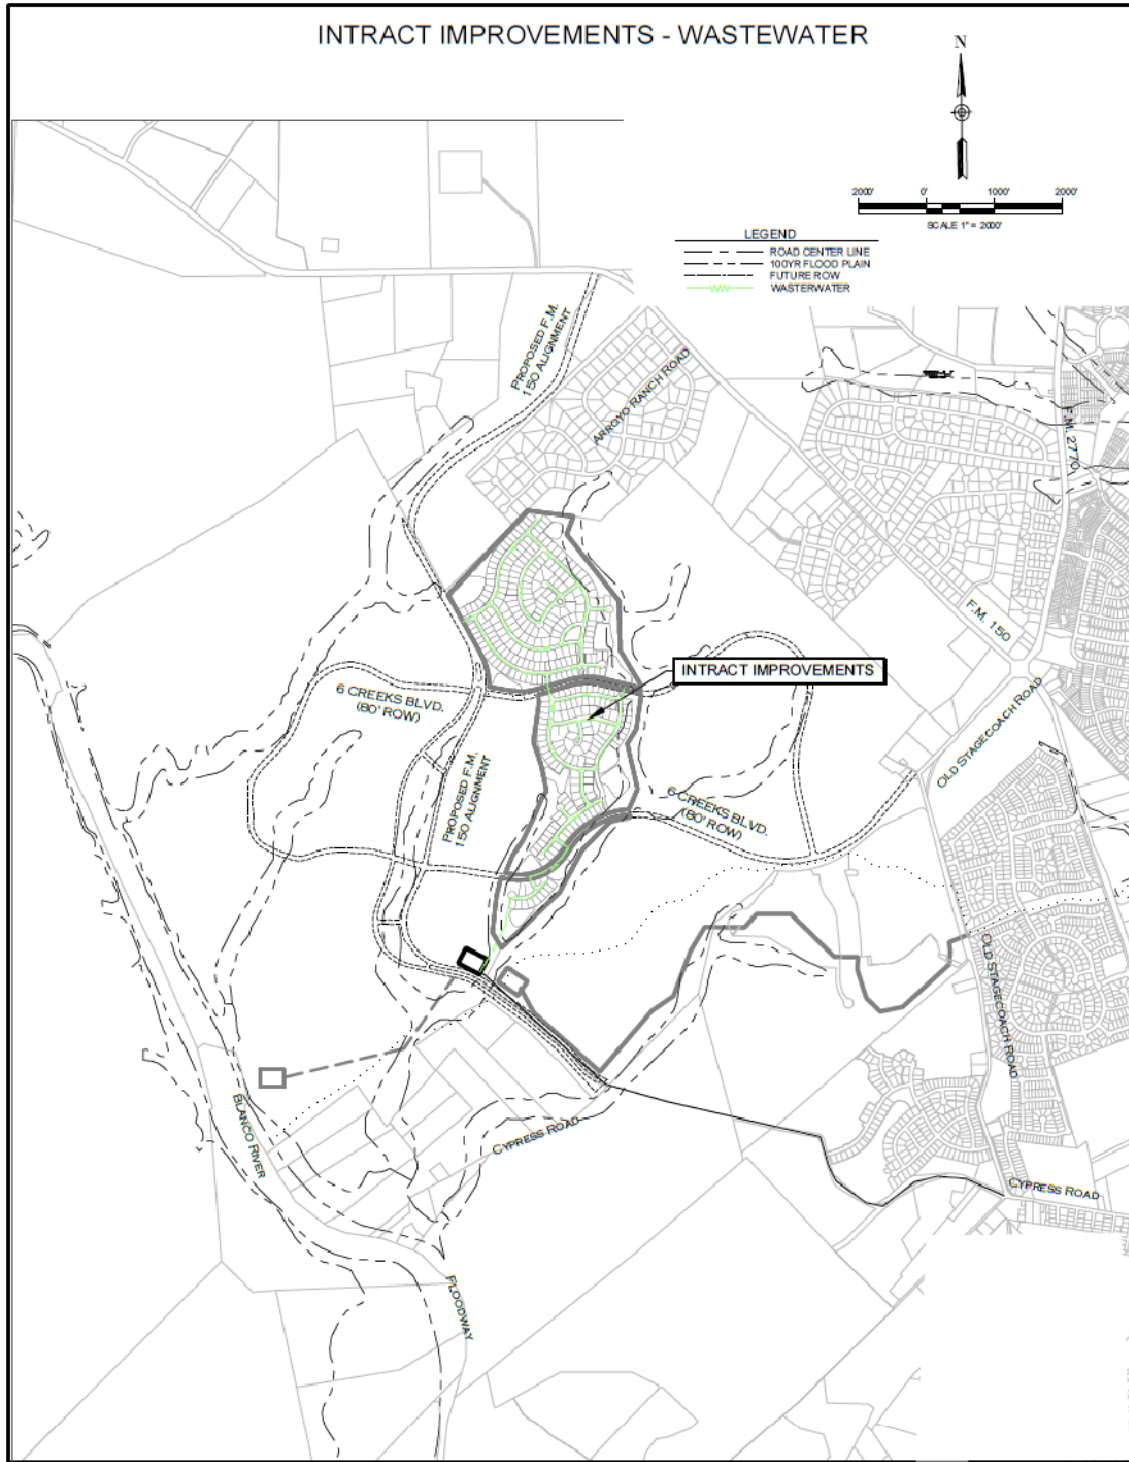 INTRACT IMPROVEMENTS - WASTEWATER
N
2000' 0' 1000' 2000'
SCALE 1" = 2000'
LEGEND
ROAD CENTER LINE
100YR FLOOD PLAIN
FUTURE ROW
WASTERWATER
PROPOSED F.M.
150 ALIGNMENT
ARROYO RANCH ROAD
F.M. 2770
F.M. 150
INTRACT IMPROVEMENTS
6 CREEKS BLVD.
(80' ROW)
OLD STAGECOACH ROAD
PROPOSED F.M.
150 ALIGNMENT
6 CREEKS BLVD.
(80' ROW)
OLD STAGECOACH ROAD
BLANCO RIVER
CYPRESS ROAD
CYPRESS ROAD
FLOODWAY